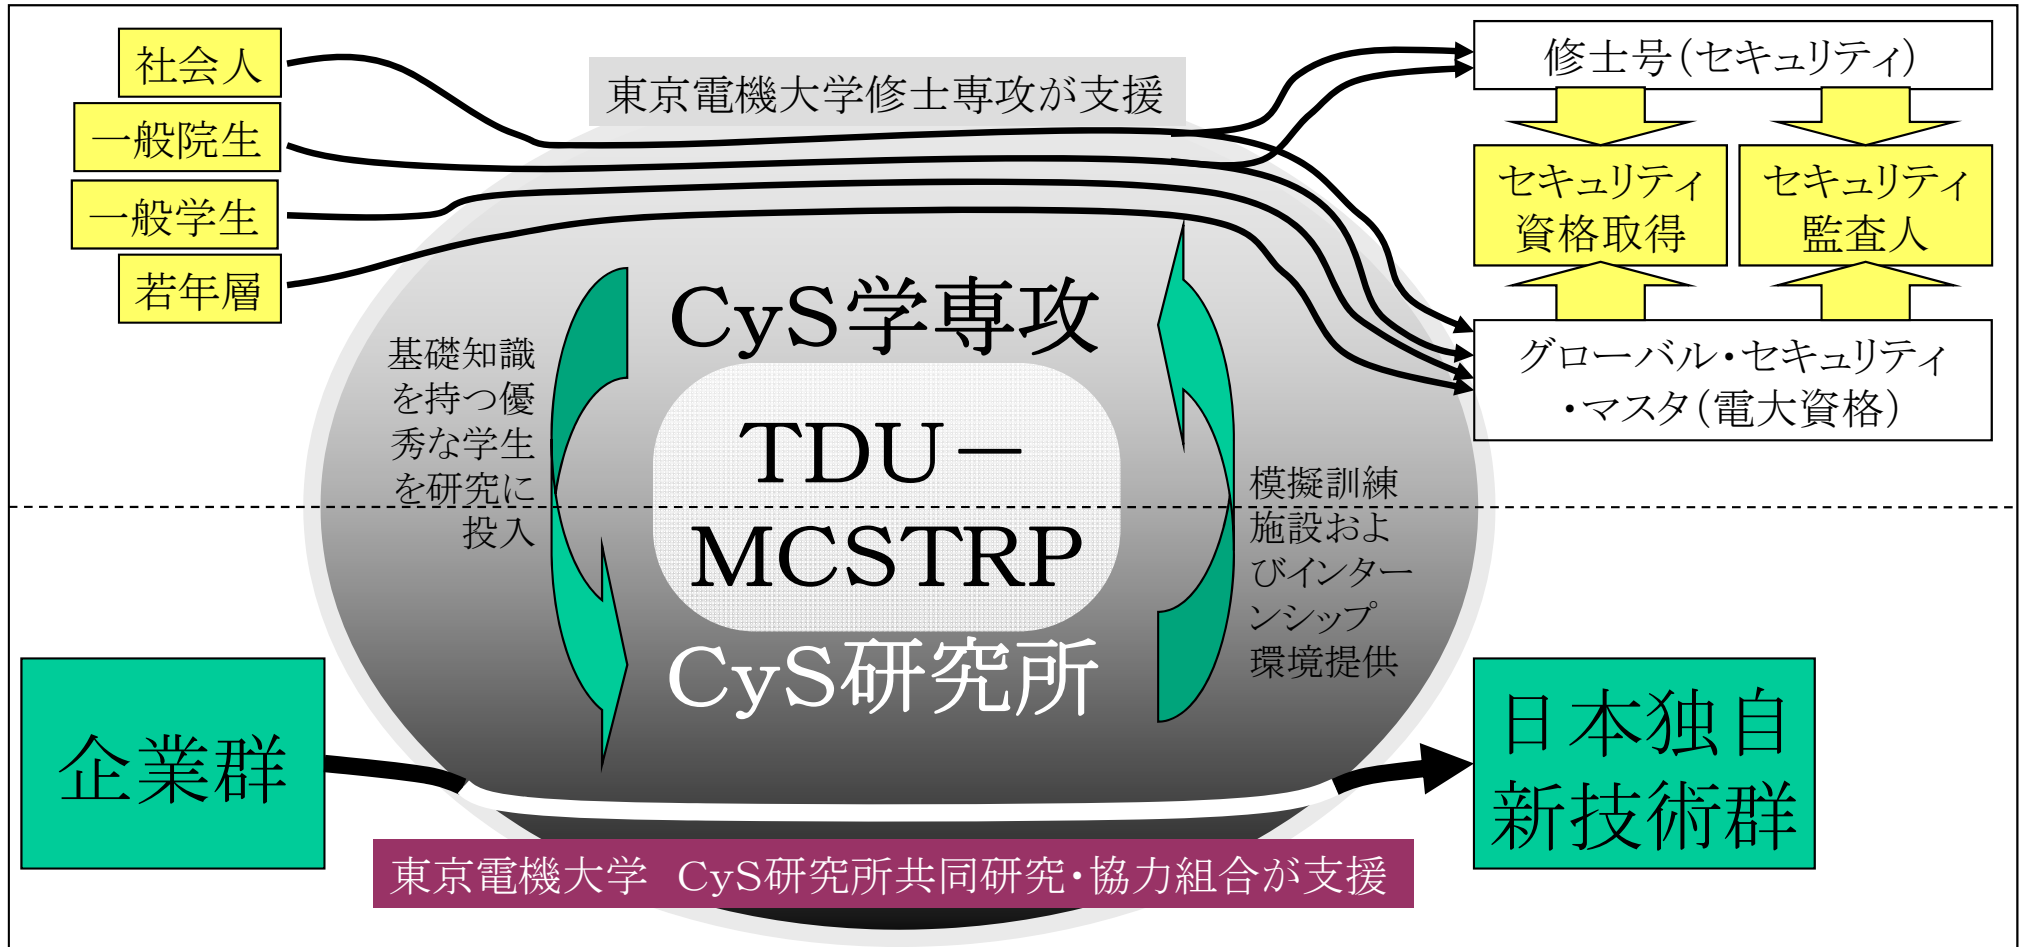 社会人
一般院生
一般学生
若年層
東京電機大学修士専攻が支援
修士号(セキュリティ)
セキュリティ
資格取得
セキュリティ
監査人
グローバル・セキュリティ
・マスタ(電大資格)
CyS学専攻
基礎知識
を持つ優
秀な学生
を研究に
投入
TDU－
MCSTRP
模擬訓練
施設およ
びインター
ンシップ
環境提供
CyS研究所
企業群
日本独自
新技術群
東京電機大学　CyS研究所共同研究・協力組合が支援